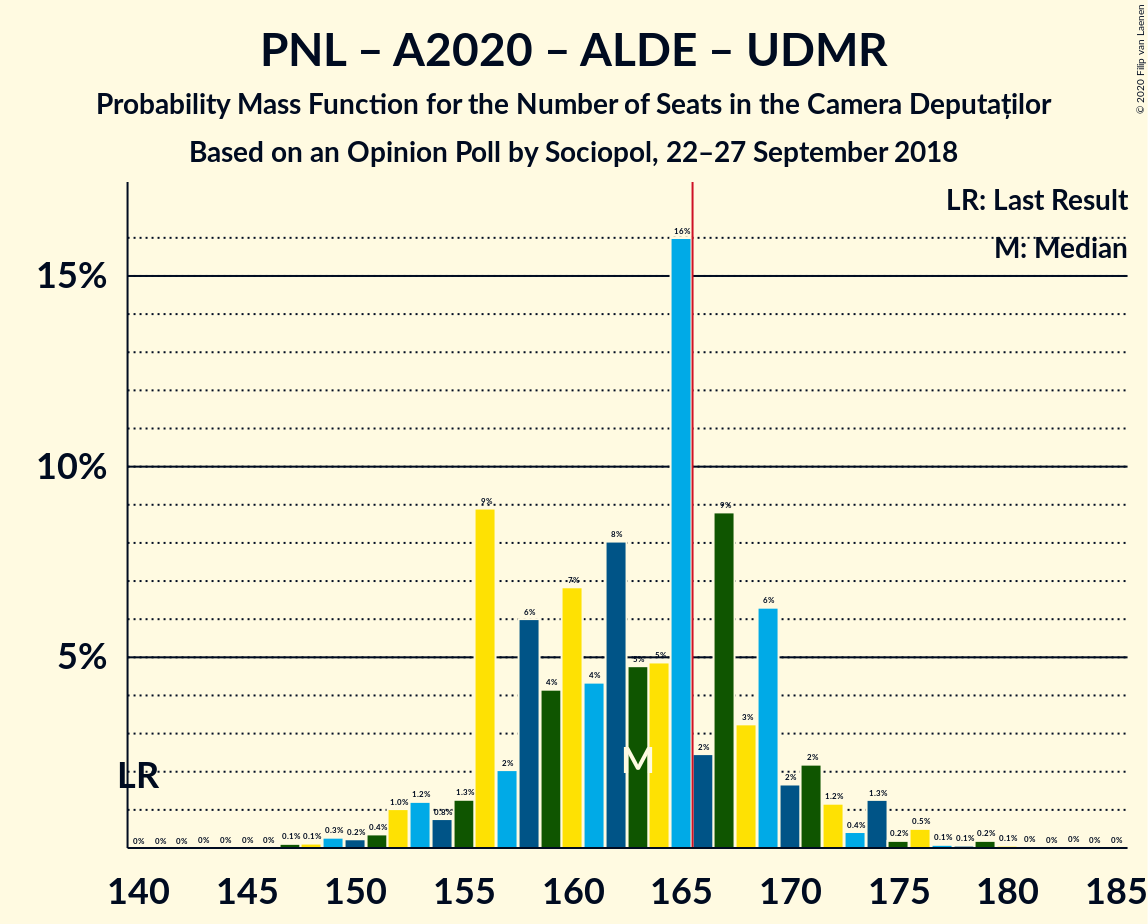 PNL – A2020 – ALDE – UDMR
Probability Mass Function for the Number of Seats in the Camera Deputaților
Based on an Opinion Poll by Sociopol, 22–27 September 2018
© 2020 Filip van Laenen
LR: Last Result
M: Median
15%
10%
5%
LR
M
0% 0% 0% 0% 0% 0% 0% 0.1% 0.1% 0.3% 0.2% 0.4% 1.0% 1.2% 0.8% 1.3% 9% 2% 6% 4% 7% 4% 8% 5% 5% 16% 2% 9% 3% 6% 2% 2% 1.2% 0.4% 1.3% 0.2% 0.5% 0.1% 0.1% 0.2% 0.1% 0% 0% 0% 0% 0%
140 145 150 155 160 165 170 175 180 185